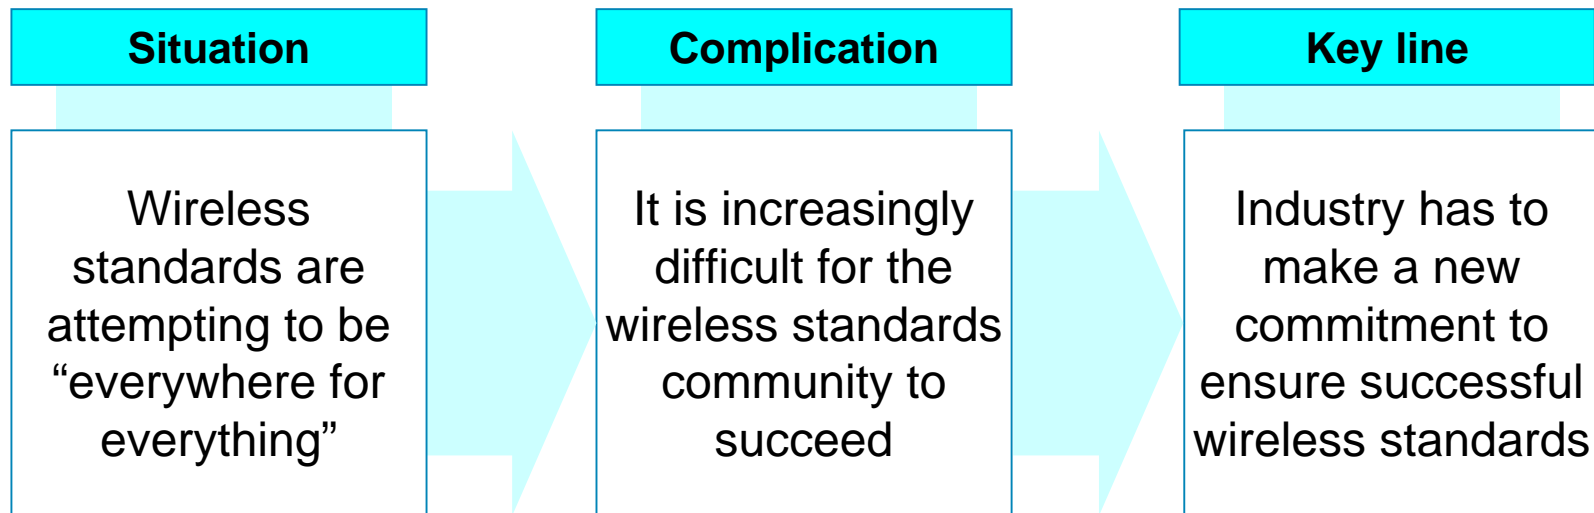 Situation
Wireless
standards are
attempting to be
“everywhere for
everything”
Complication
It is increasingly
difficult for the
wireless standards
community to
succeed
Key line
Industry has to
make a new
commitment to
ensure successful
wireless standards